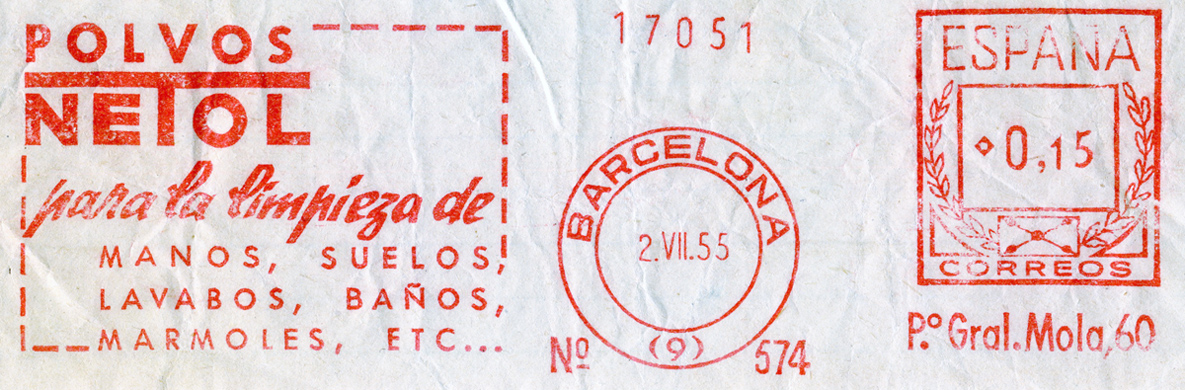 POLVOS
NETOL
para la limpieza de
MANOS, SUELOS,
LAVABOS, BAÑOS,
MARMOLES, ETC...
17051
BARCELONA
2.VII.55
Nº (9) 574
ESPAÑA
0,15
CORREOS
P.º Gral. Mola, 60